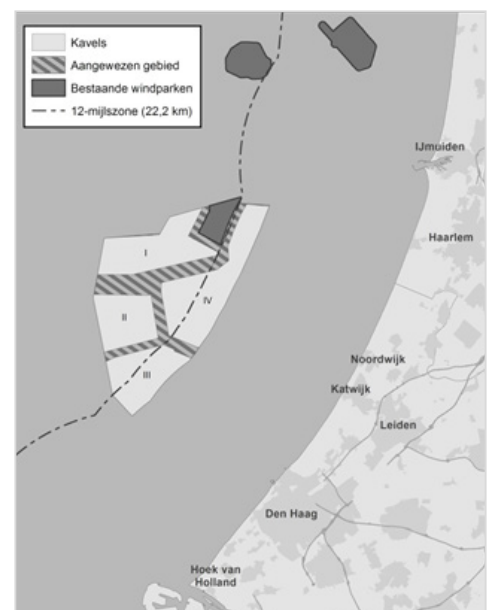 Kavels
Aangewezen gebied
Bestaande windparken
12-mijlszone (22,2 km)
IJmuiden
Haarlem
I
IV
II
Noordwijk
III
Katwijk
Leiden
Den Haag
Hoek van
Holland